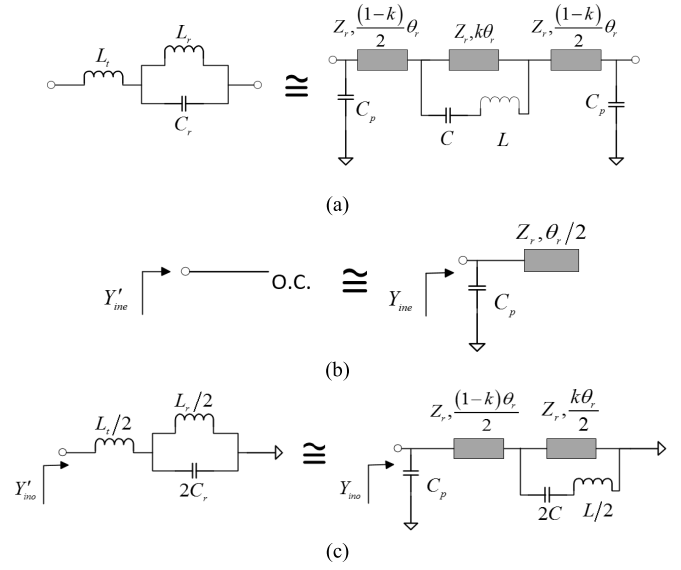 L_t
L_r
C_r
≅
Z_r, (1-k)/2 θ_r
Z_r, kθ_r
Z_r, (1-k)/2 θ_r
C_p
C
L
C_p
(a)
Y'_ine
O.C.
≅
Y_ine
Z_r, θ_r/2
C_p
(b)
Y'_ino
L_t/2
L_r/2
2C_r
≅
Y_ino
Z_r, (1-k)θ_r/2
Z_r, kθ_r/2
C_p
2C
L/2
(c)